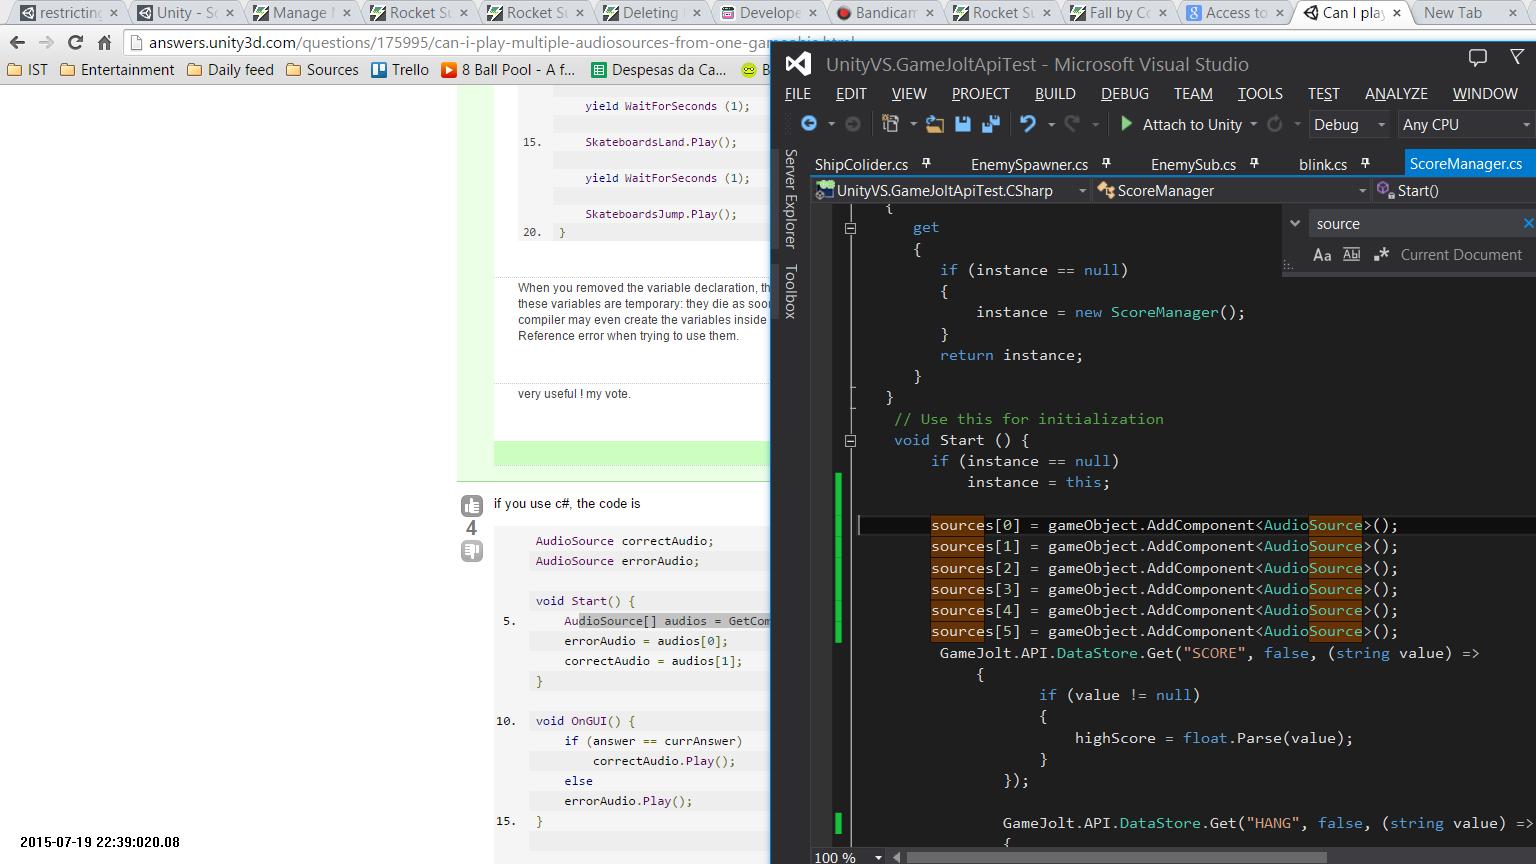 restricting
Unity - Sc
Manage
Rocket Su
Rocket Su
Deleting
Develope
Bandicam
Rocket Su
Fall by Co
Access to
Can I play
New Tab
answers.unity3d.com/questions/175995/can-i-play-multiple-audiosources-from-one-gameobje.html
IST
Entertainment
Daily feed
Sources
Trello
8 Ball Pool - A f...
Despesas da Ca...
B
yield WaitForSeconds (1);
15. SkateboardsLand.Play();
yield WaitForSeconds (1);
SkateboardsJump.Play();
20. }
When you removed the variable declaration, th
these variables are temporary: they die as soo
compiler may even create the variables inside
Reference error when trying to use them.
very useful ! my vote.
4
if you use c#, the code is
AudioSource correctAudio;
AudioSource errorAudio;
void Start() {
5. AudioSource[] audios = GetCom
errorAudio = audios[0];
correctAudio = audios[1];
}
10. void OnGUI() {
if (answer == currAnswer)
correctAudio.Play();
else
errorAudio.Play();
15. }
2015-07-19 22:39:020.08
UnityVS.GameJoltApiTest - Microsoft Visual Studio
FILE EDIT VIEW PROJECT BUILD DEBUG TEAM TOOLS TEST ANALYZE WINDOW
Attach to Unity Debug Any CPU
Server Explorer
Toolbox
ShipColider.cs EnemySpawner.cs EnemySub.cs blink.cs ScoreManager.cs
UnityVS.GameJoltApiTest.CSharp ScoreManager Start()
source
Aa Abl .* Current Document
{
get
{
if (instance == null)
{
instance = new ScoreManager();
}
return instance;
}
}
// Use this for initialization
void Start () {
if (instance == null)
instance = this;
sources[0] = gameObject.AddComponent<AudioSource>();
sources[1] = gameObject.AddComponent<AudioSource>();
sources[2] = gameObject.AddComponent<AudioSource>();
sources[3] = gameObject.AddComponent<AudioSource>();
sources[4] = gameObject.AddComponent<AudioSource>();
sources[5] = gameObject.AddComponent<AudioSource>();
GameJolt.API.DataStore.Get("SCORE", false, (string value) =>
{
if (value != null)
{
highScore = float.Parse(value);
}
});
GameJolt.API.DataStore.Get("HANG", false, (string value) =>
{
100 %